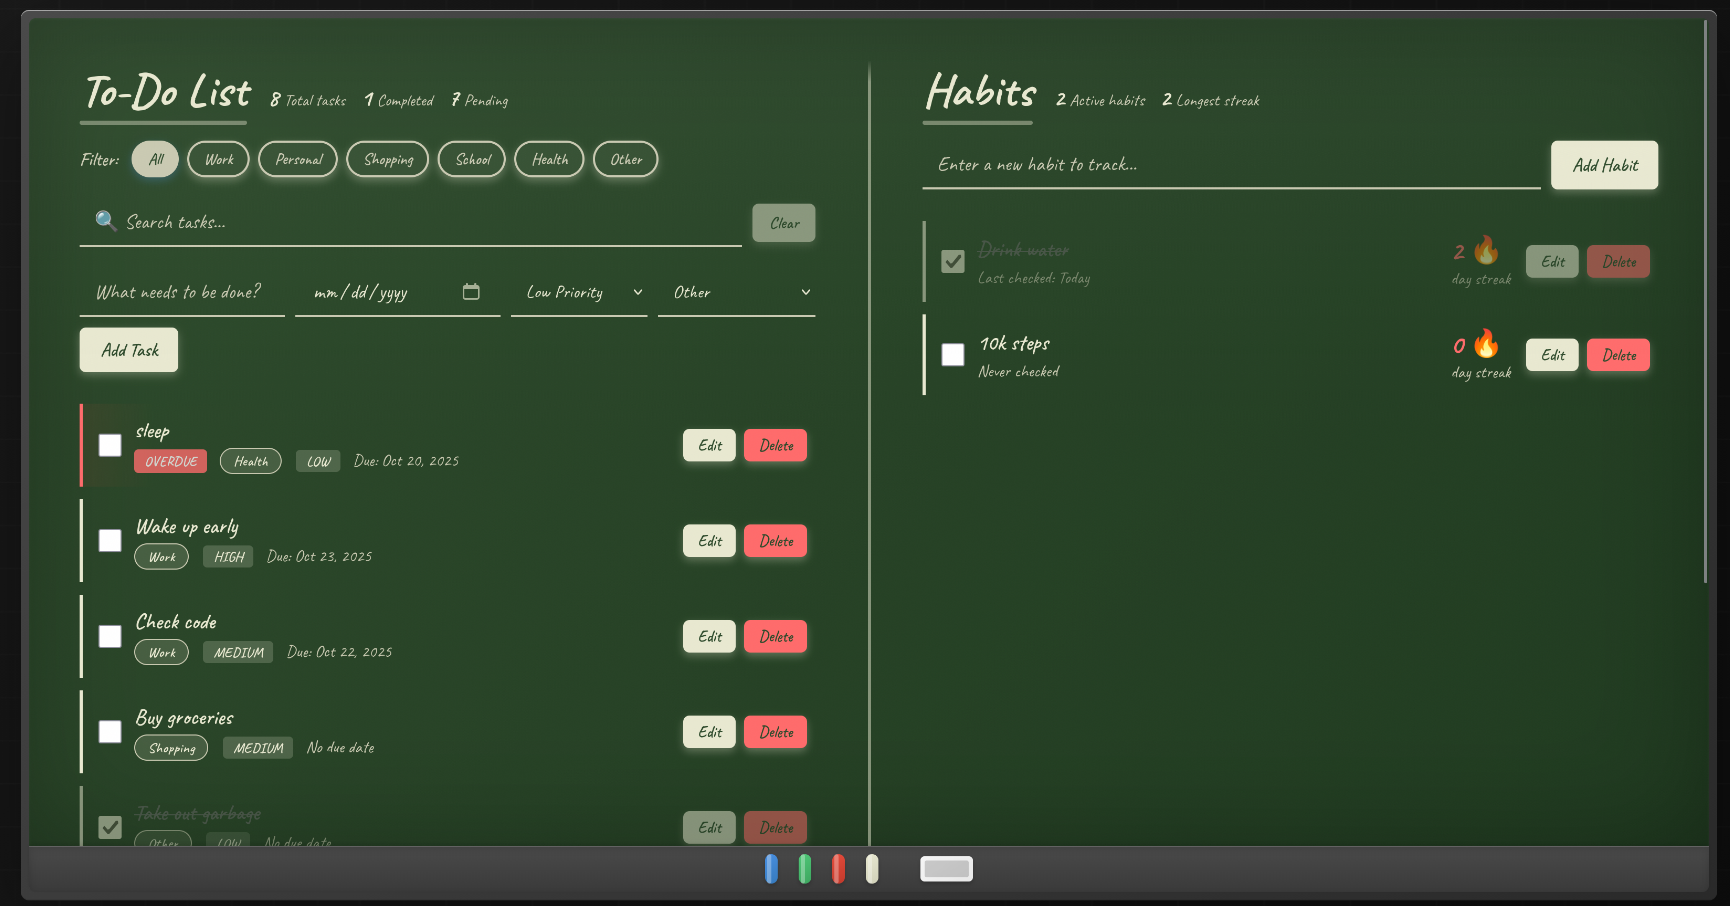 To-Do List 8 Total tasks 1 Completed 7 Pending
Filter: All Work Personal Shopping School Health Other
🔍 Search tasks... Clear
What needs to be done? mm/dd/yyyy Low Priority Other
Add Task
sleep
OVERDUE Health LOW Due: Oct 20, 2025 Edit Delete
Wake up early
Work HIGH Due: Oct 23, 2025 Edit Delete
Check code
Work MEDIUM Due: Oct 22, 2025 Edit Delete
Buy groceries
Shopping MEDIUM No due date Edit Delete
Take out garbage
Other LOW No due date Edit Delete
Habits 2 Active habits 2 Longest streak
Enter a new habit to track... Add Habit
Drink water 2 🔥
Last checked: Today day streak Edit Delete
10k steps 0 🔥
Never checked day streak Edit Delete